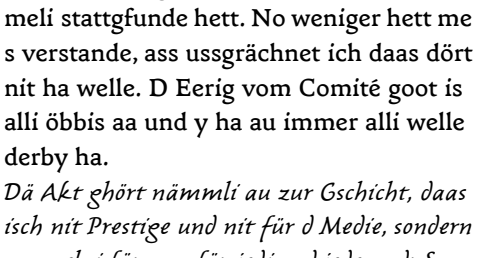 meli stattgfunde hett. No weniger hett me
s verstande, ass ussgrächnet ich daas dört
nit ha welle. D Eerig vom Comité goot is
alli öbbis aa und y ha au immer alli welle
derby ha.
Dä Akt ghört nämmli au zur Gschicht, daas
isch nit Prestige und nit für d Medie, sondern